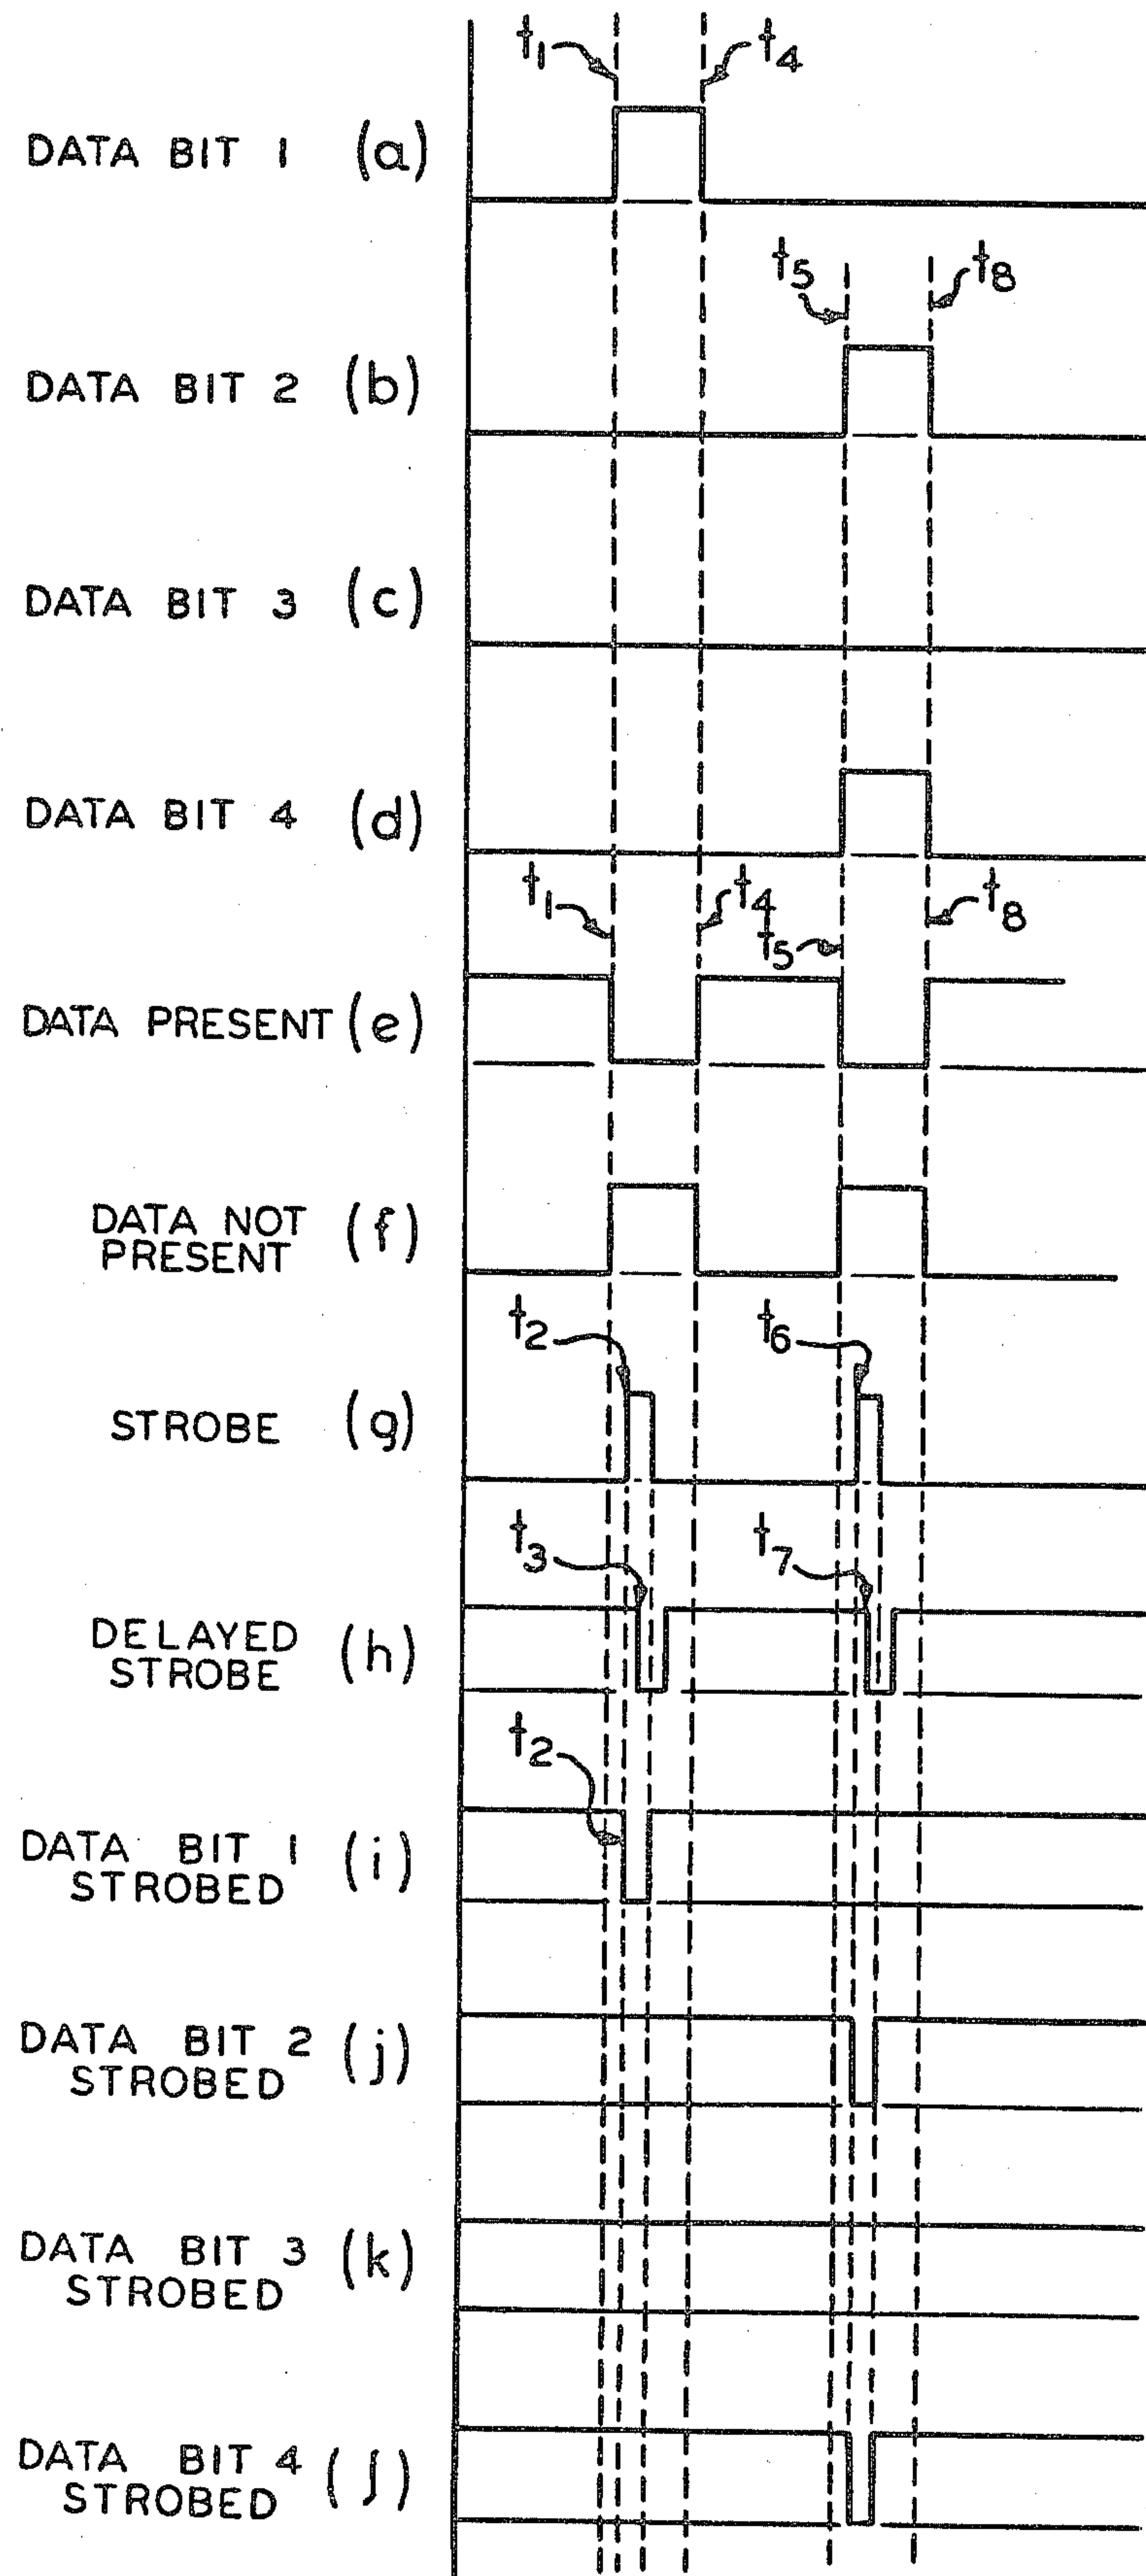 t1 t4
DATA BIT 1 (a)
t5 t8
DATA BIT 2 (b)
DATA BIT 3 (c)
DATA BIT 4 (d)
t1 t4 t5 t8
DATA PRESENT (e)
DATA NOT
PRESENT (f)
t2 t6
STROBE (g)
t3 t7
DELAYED
STROBE (h)
t2
DATA BIT 1
STROBED (i)
DATA BIT 2
STROBED (j)
DATA BIT 3
STROBED (k)
DATA BIT 4
STROBED (l)